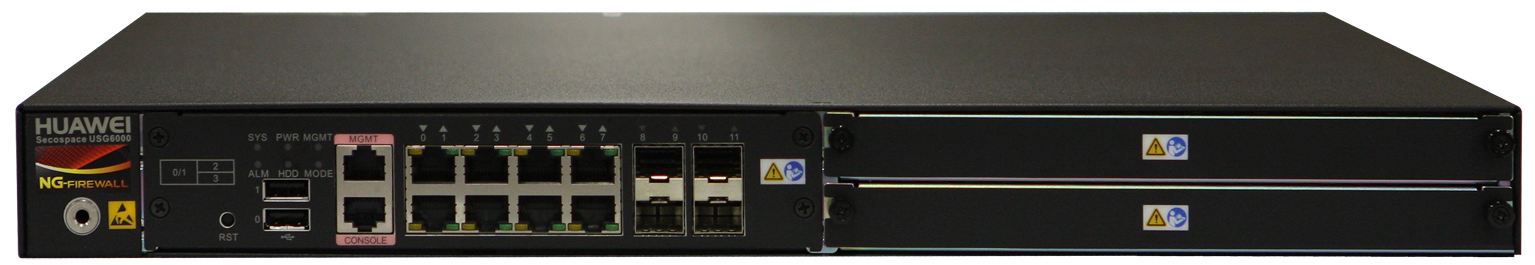 HUAWEI
Secospace USG6000
NG-FIREWALL
0/1 2
3
SYS PWR MGMT
ALM HDD MODE
1
0
RST
MGMT
CONSOLE
0 1 2 3 4 5 6 7 8 9 10 11